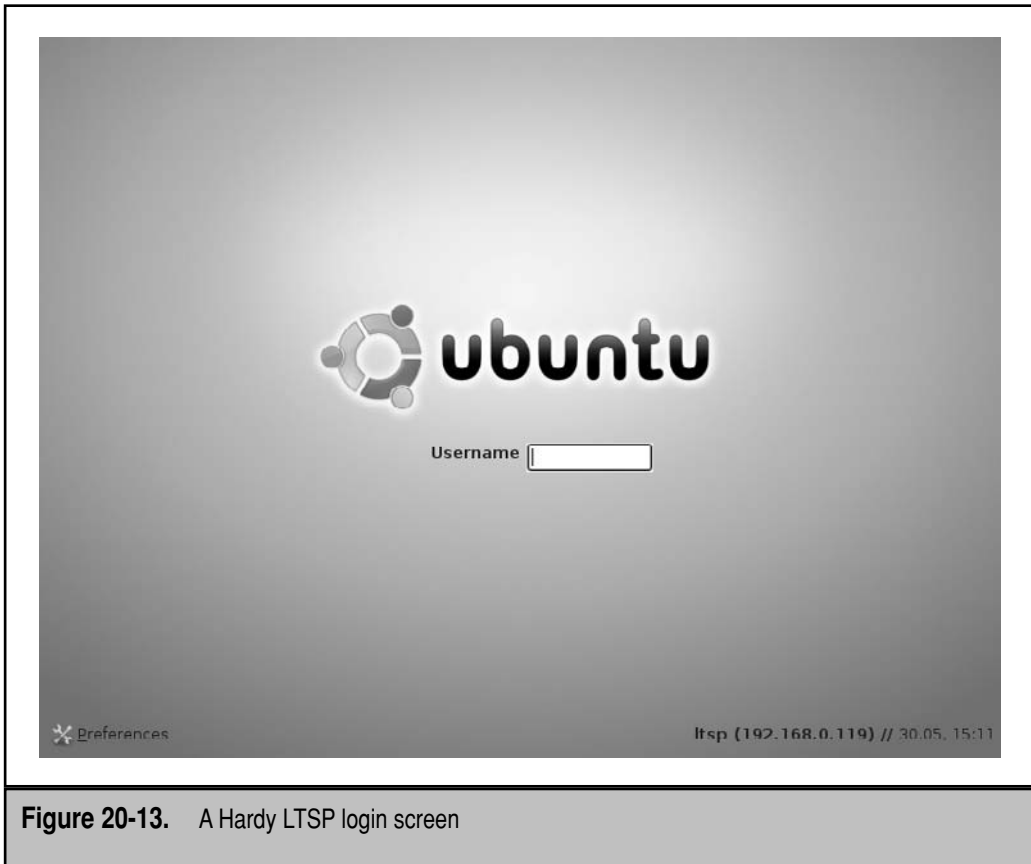 ubuntu
Username
Preferences
ltsp (192.168.0.119) // 30.05, 15:11
Figure 20-13. A Hardy LTSP login screen